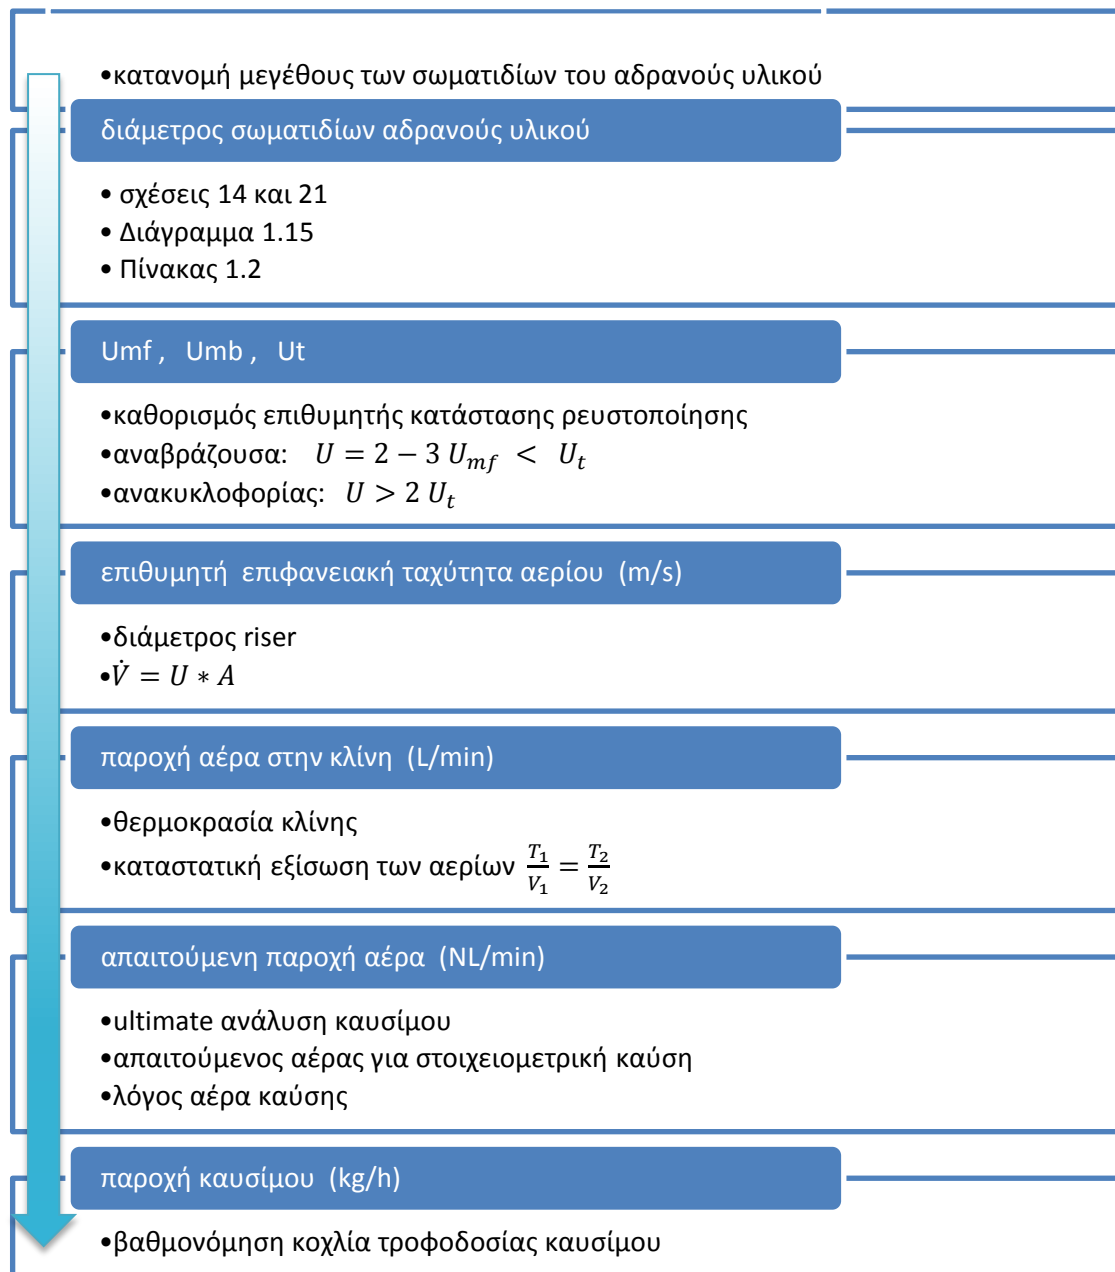 •κατανομή μεγέθους των σωματιδίων του αδρανούς υλικού
διάμετρος σωματιδίων αδρανούς υλικού
• σχέσεις 14 και 21
• Διάγραμμα 1.15
• Πίνακας 1.2
Umf , Umb , Ut
•καθορισμός επιθυμητής κατάστασης ρευστοποίησης
•αναβράζουσα: U = 2 − 3 U_{mf} < U_t
•ανακυκλοφορίας: U > 2 U_t
επιθυμητή επιφανειακή ταχύτητα αερίου (m/s)
•διάμετρος riser
•V̇ = U * A
παροχή αέρα στην κλίνη (L/min)
•θερμοκρασία κλίνης
•καταστατική εξίσωση των αερίων T₁/V₁ = T₂/V₂
απαιτούμενη παροχή αέρα (NL/min)
•ultimate ανάλυση καυσίμου
•απαιτούμενος αέρας για στοιχειομετρική καύση
•λόγος αέρα καύσης
παροχή καυσίμου (kg/h)
•βαθμονόμηση κοχλία τροφοδοσίας καυσίμου